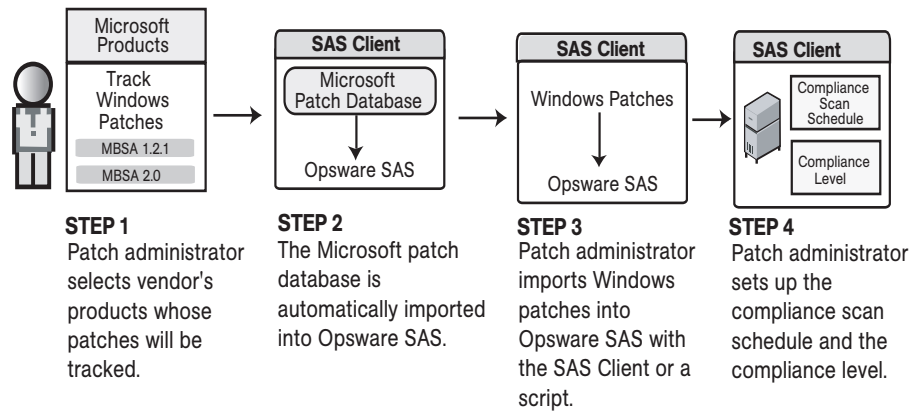 Microsoft
Products
Track
Windows
Patches
MBSA 1.2.1
MBSA 2.0
STEP 1
Patch administrator
selects vendor's
products whose
patches will be
tracked.
SAS Client
Microsoft
Patch Database
Opsware SAS
STEP 2
The Microsoft patch
database is
automatically imported
into Opsware SAS.
SAS Client
Windows Patches
Opsware SAS
STEP 3
Patch administrator
imports Windows
patches into
Opsware SAS with
the SAS Client or a
script.
SAS Client
Compliance
Scan
Schedule
Compliance
Level
STEP 4
Patch administrator
sets up the
compliance scan
schedule and the
compliance level.